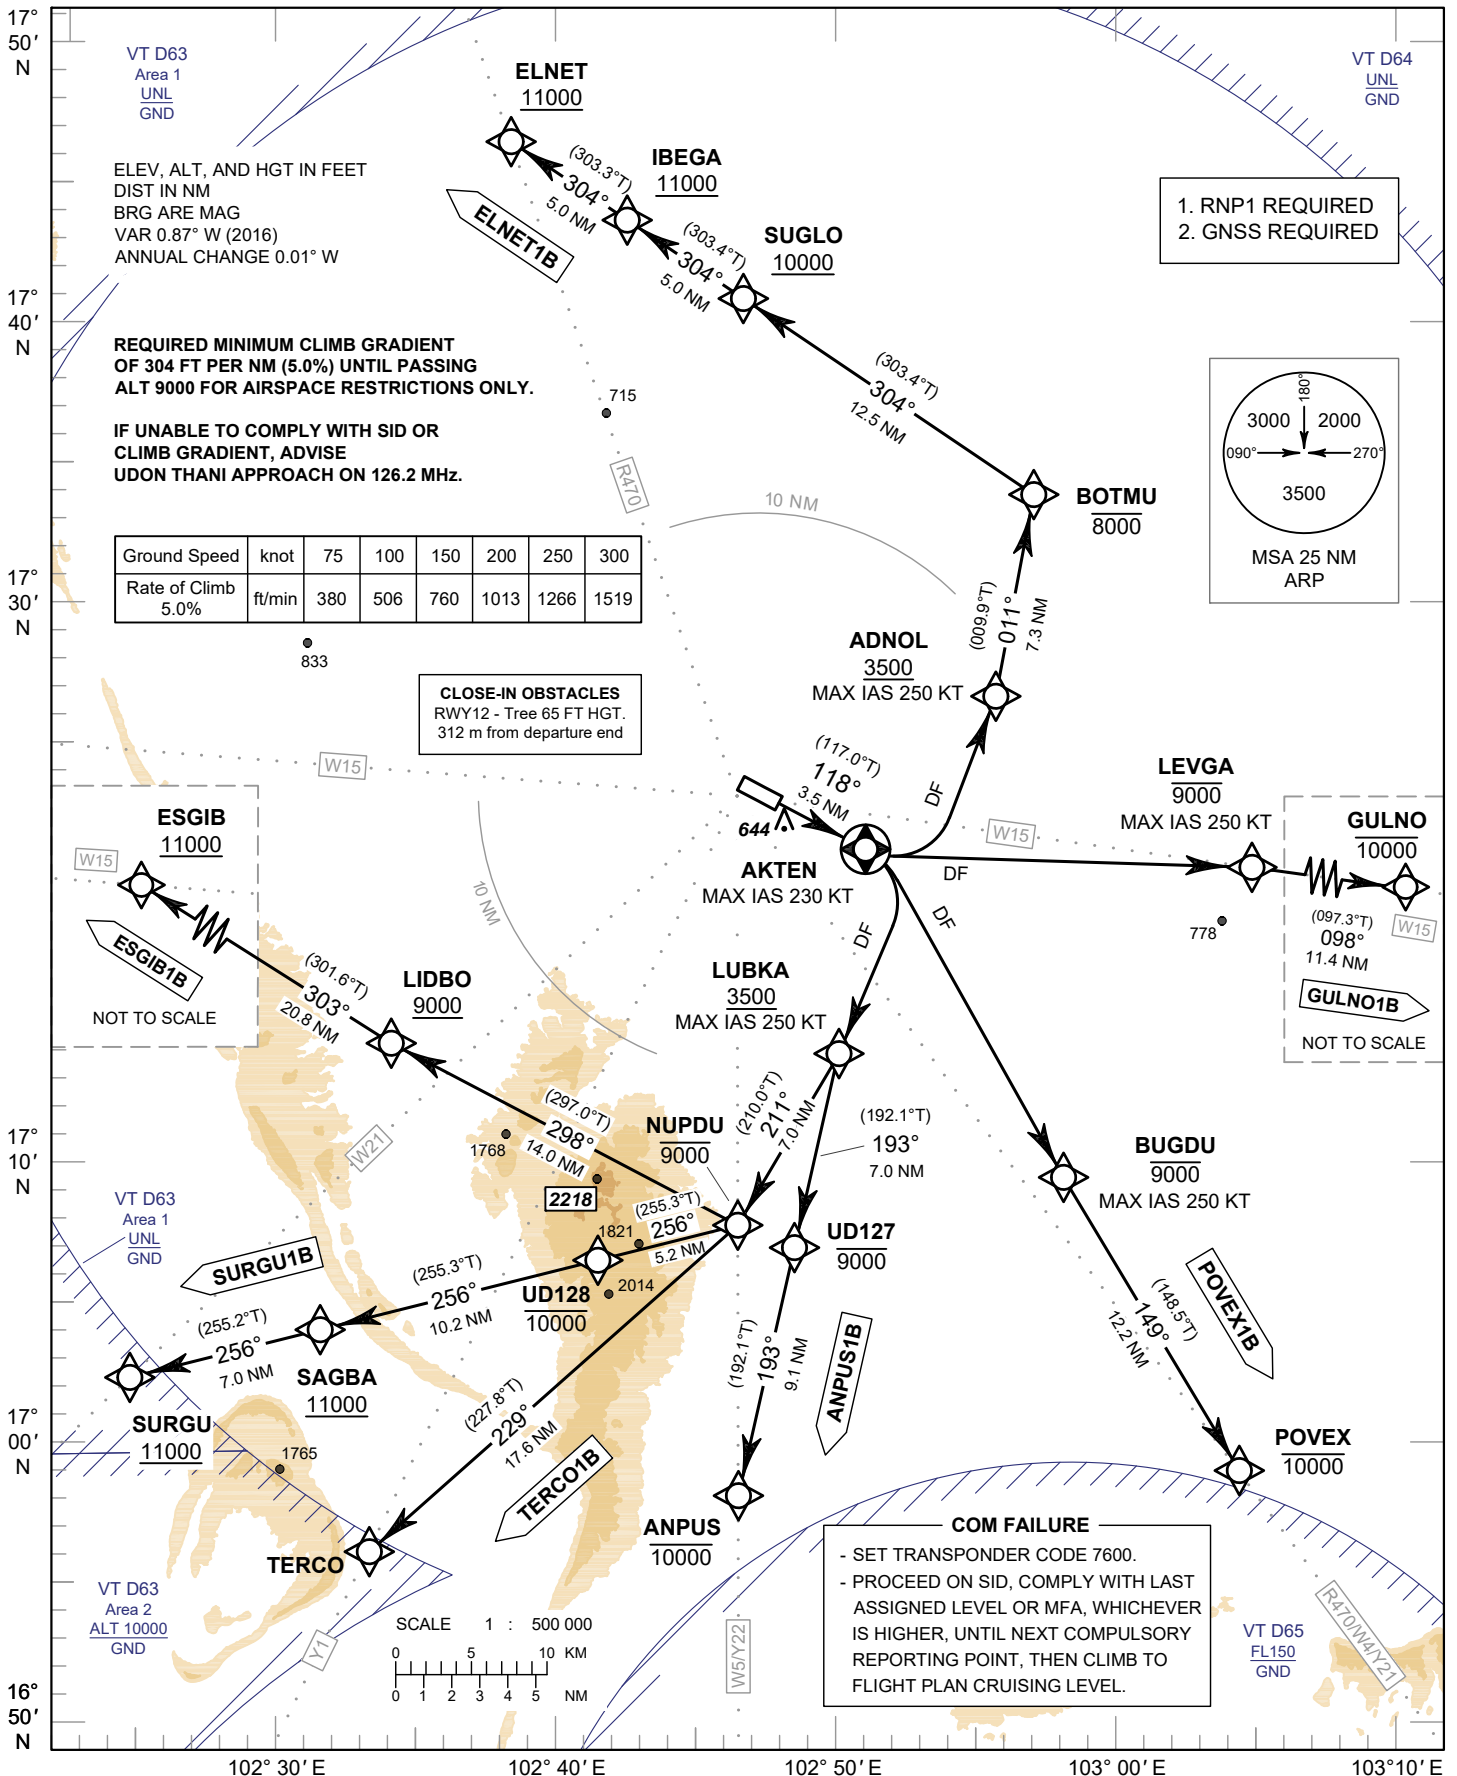 17°
50′
N
VT D63
Area 1
UNL
GND
ELNET
11000
VT D64
UNL
GND
ELEV, ALT, AND HGT IN FEET
DIST IN NM
BRG ARE MAG
VAR 0.87° W (2016)
ANNUAL CHANGE 0.01° W
(303.3°T)
304°
5.0 NM
IBEGA
11000
ELNET1B
(303.4°T)
304°
5.0 NM
SUGLO
10000
1. RNP1 REQUIRED
2. GNSS REQUIRED
17°
40′
N
REQUIRED MINIMUM CLIMB GRADIENT
OF 304 FT PER NM (5.0%) UNTIL PASSING
ALT 9000 FOR AIRSPACE RESTRICTIONS ONLY.
IF UNABLE TO COMPLY WITH SID OR
CLIMB GRADIENT, ADVISE
UDON THANI APPROACH ON 126.2 MHz.
715
R470
(303.4°T)
304°
12.5 NM
180°
3000
2000
090°
270°
3500
MSA 25 NM
ARP
10 NM
BOTMU
8000
Ground Speed knot 75 100 150 200 250 300
Rate of Climb
5.0%
ft/min 380 506 760 1013 1266 1519
17°
30′
N
833
(009.9°T)
011°
7.3 NM
ADNOL
3500
MAX IAS 250 KT
CLOSE-IN OBSTACLES
RWY12 - Tree 65 FT HGT.
312 m from departure end
W15
(117.0°T)
118°
3.5 NM
644
DF
AKTEN
MAX IAS 230 KT
W15
DF
LEVGA
9000
MAX IAS 250 KT
GULNO
10000
778
(097.3°T)
098°
11.4 NM
W15
GULNO1B
NOT TO SCALE
ESGIB
11000
W15
ESGIB1B
NOT TO SCALE
10 NM
DF
DF
(301.6°T)
303°
20.8 NM
LIDBO
9000
LUBKA
3500
MAX IAS 250 KT
17°
10′
N
W21
1768
(297.0°T)
298°
14.0 NM
2218
NUPDU
9000
(210.0°T)
211°
7.0 NM
(192.1°T)
193°
7.0 NM
BUGDU
9000
MAX IAS 250 KT
VT D63
Area 1
UNL
GND
SURGU1B
(255.3°T)
256°
10.2 NM
1821
(255.3°T)
256°
5.2 NM
UD127
9000
UD128
10000
2014
(255.2°T)
256°
7.0 NM
SAGBA
11000
(192.1°T)
193°
9.1 NM
ANPUS1B
(148.5°T)
149°
12.2 NM
POVEX1B
17°
00′
N
SURGU
11000
1765
(227.8°T)
229°
17.6 NM
TERCO1B
POVEX
10000
ANPUS
10000
TERCO
COM FAILURE
- SET TRANSPONDER CODE 7600.
- PROCEED ON SID, COMPLY WITH LAST
ASSIGNED LEVEL OR MFA, WHICHEVER
IS HIGHER, UNTIL NEXT COMPULSORY
REPORTING POINT, THEN CLIMB TO
FLIGHT PLAN CRUISING LEVEL.
VT D63
Area 2
ALT 10000
GND
Y1
SCALE 1 : 500 000
0 5 10 KM
0 1 2 3 4 5 NM
W5/Y22
VT D65
FL150
GND
R470/W4/Y21
16°
50′
N
102° 30′ E
102° 40′ E
102° 50′ E
103° 00′ E
103° 10′ E